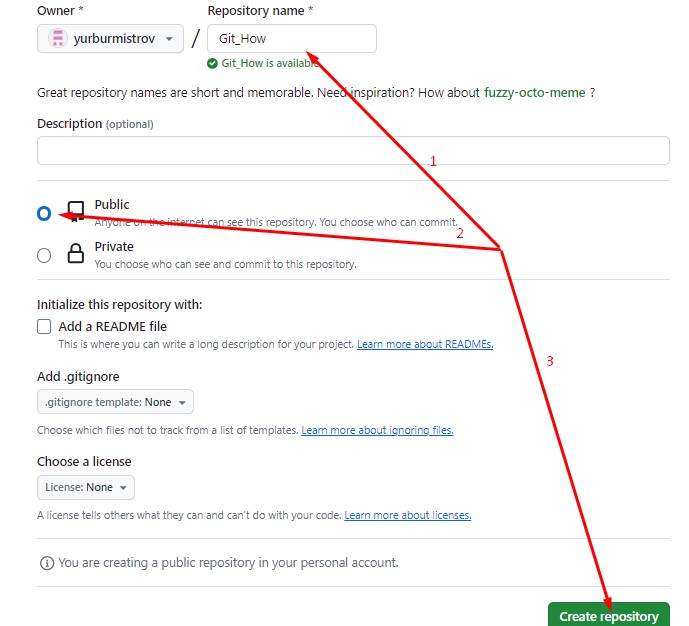 Owner * Repository name *
yurburmistrov / Git_How
Git_How is available.
Great repository names are short and memorable. Need inspiration? How about fuzzy-octo-meme ?
Description (optional)
1
Public
Anyone on the internet can see this repository. You choose who can commit.
2
Private
You choose who can see and commit to this repository.
Initialize this repository with:
Add a README file
This is where you can write a long description for your project. Learn more about READMEs.
3
Add .gitignore
.gitignore template: None
Choose which files not to track from a list of templates. Learn more about ignoring files.
Choose a license
License: None
A license tells others what they can and can't do with your code. Learn more about licenses.
You are creating a public repository in your personal account.
Create repository